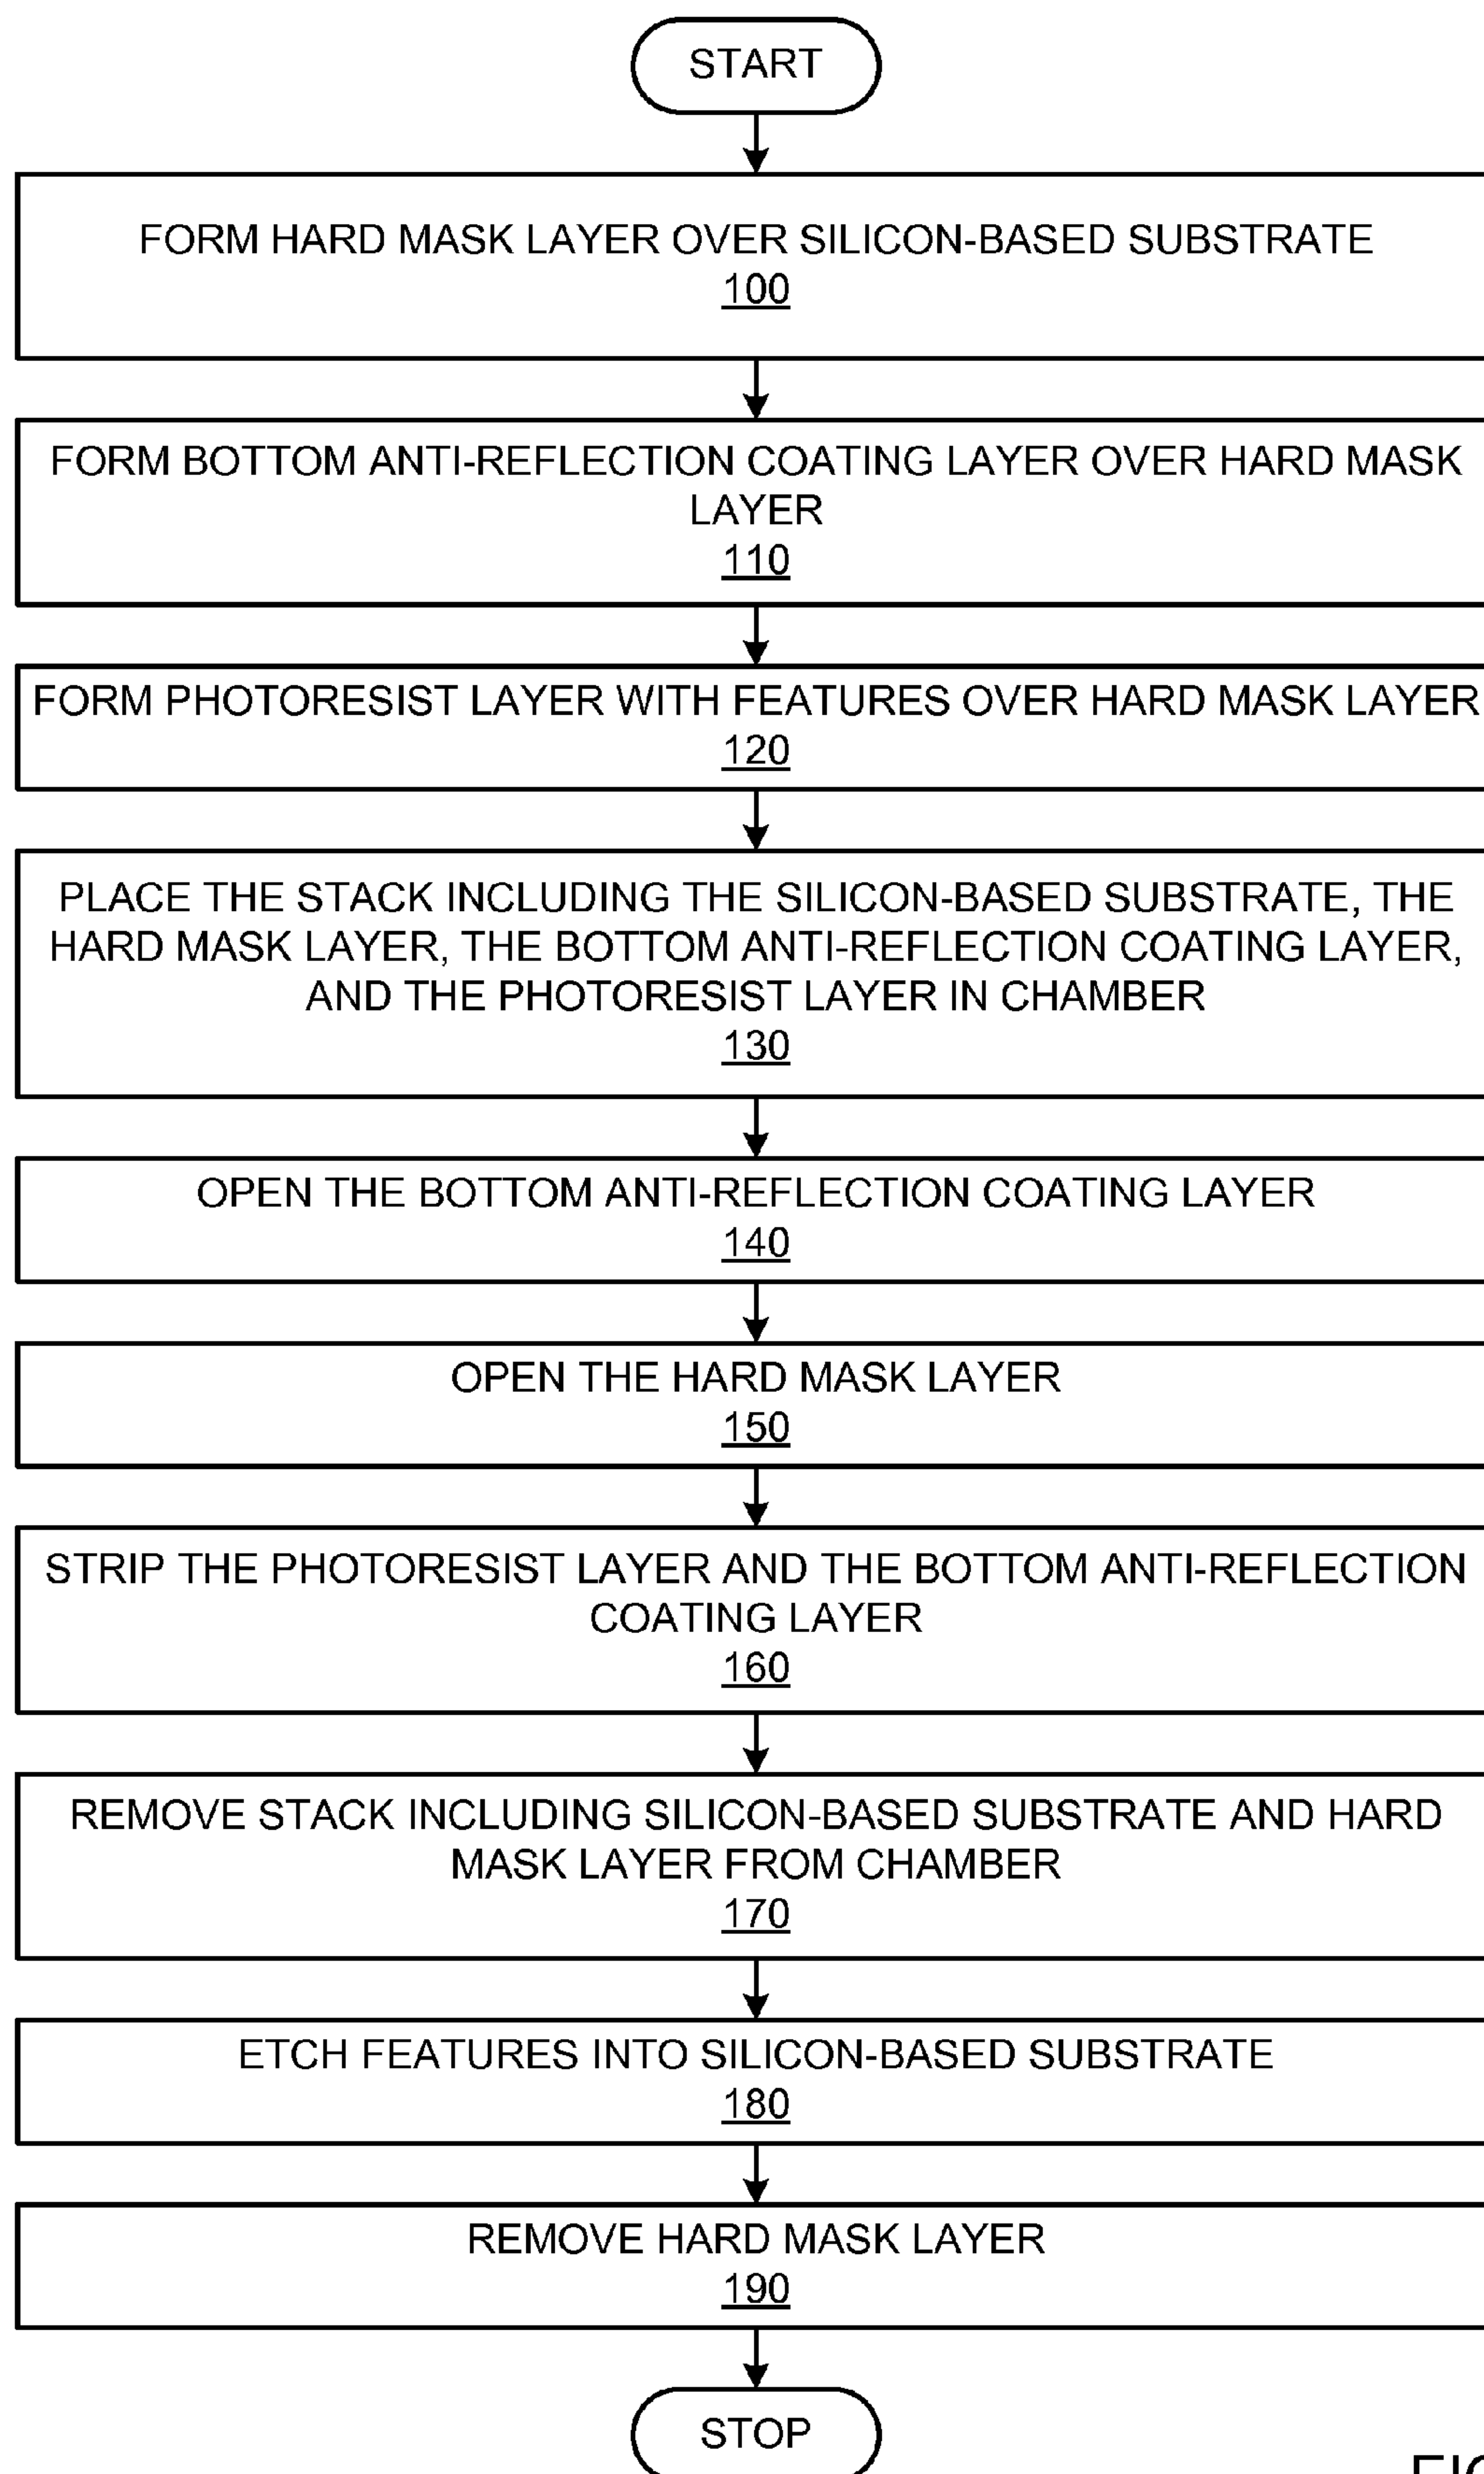 START
FORM HARD MASK LAYER OVER SILICON-BASED SUBSTRATE
100
FORM BOTTOM ANTI-REFLECTION COATING LAYER OVER HARD MASK
LAYER
110
FORM PHOTORESIST LAYER WITH FEATURES OVER HARD MASK LAYER
120
PLACE THE STACK INCLUDING THE SILICON-BASED SUBSTRATE, THE
HARD MASK LAYER, THE BOTTOM ANTI-REFLECTION COATING LAYER,
AND THE PHOTORESIST LAYER IN CHAMBER
130
OPEN THE BOTTOM ANTI-REFLECTION COATING LAYER
140
OPEN THE HARD MASK LAYER
150
STRIP THE PHOTORESIST LAYER AND THE BOTTOM ANTI-REFLECTION
COATING LAYER
160
REMOVE STACK INCLUDING SILICON-BASED SUBSTRATE AND HARD
MASK LAYER FROM CHAMBER
170
ETCH FEATURES INTO SILICON-BASED SUBSTRATE
180
REMOVE HARD MASK LAYER
190
STOP